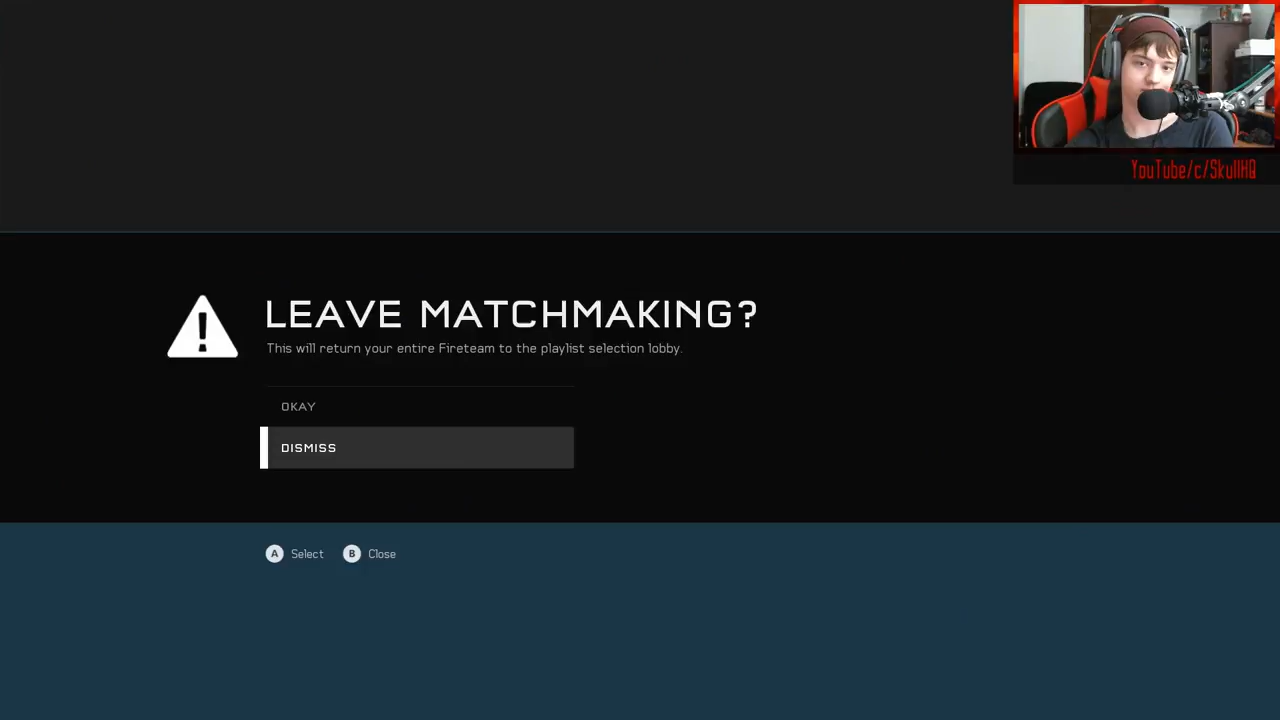 YouTube/c/SkullHQ
LEAVE MATCHMAKING?
This will return your entire Fireteam to the playlist selection lobby.
OKAY
DISMISS
A Select B Close